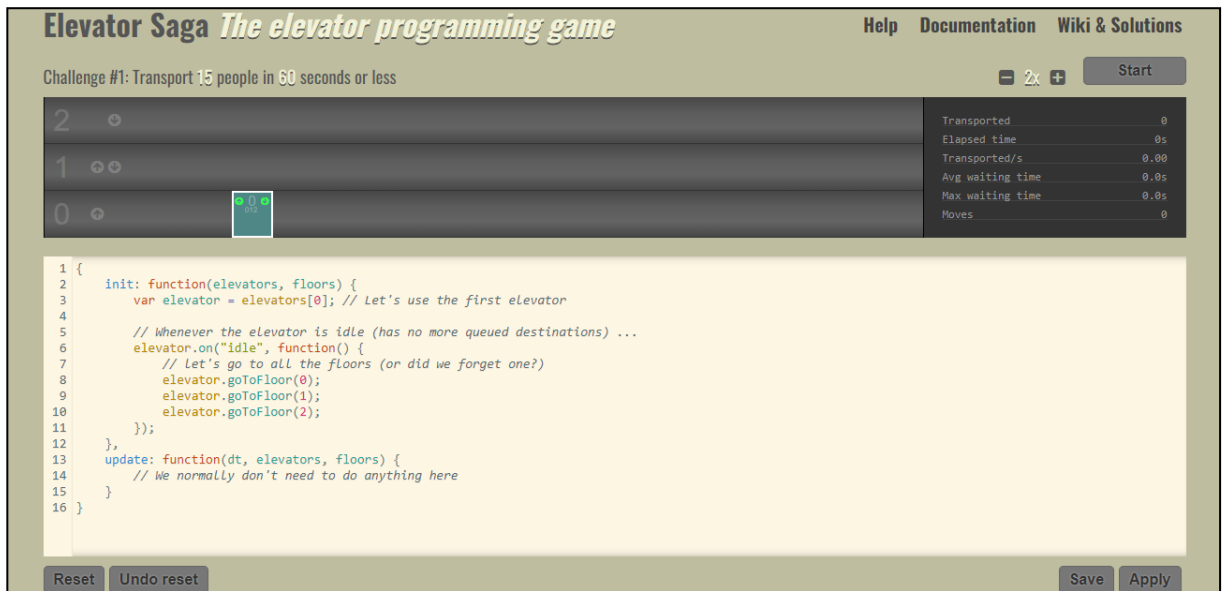 Elevator Saga The elevator programming game
Help Documentation Wiki & Solutions
Challenge #1: Transport 15 people in 60 seconds or less
2x Start
2
1
0
0
012
Transported 0
Elapsed time 0s
Transported/s 0.00
Avg waiting time 0.0s
Max waiting time 0.0s
Moves 0
1 {
2 init: function(elevators, floors) {
3 var elevator = elevators[0]; // Let's use the first elevator
4
5 // Whenever the elevator is idle (has no more queued destinations) ...
6 elevator.on("idle", function() {
7 // Let's go to all the floors (or did we forget one?)
8 elevator.goToFloor(0);
9 elevator.goToFloor(1);
10 elevator.goToFloor(2);
11 });
12 },
13 update: function(dt, elevators, floors) {
14 // We normally don't need to do anything here
15 }
16 }
Reset Undo reset Save Apply